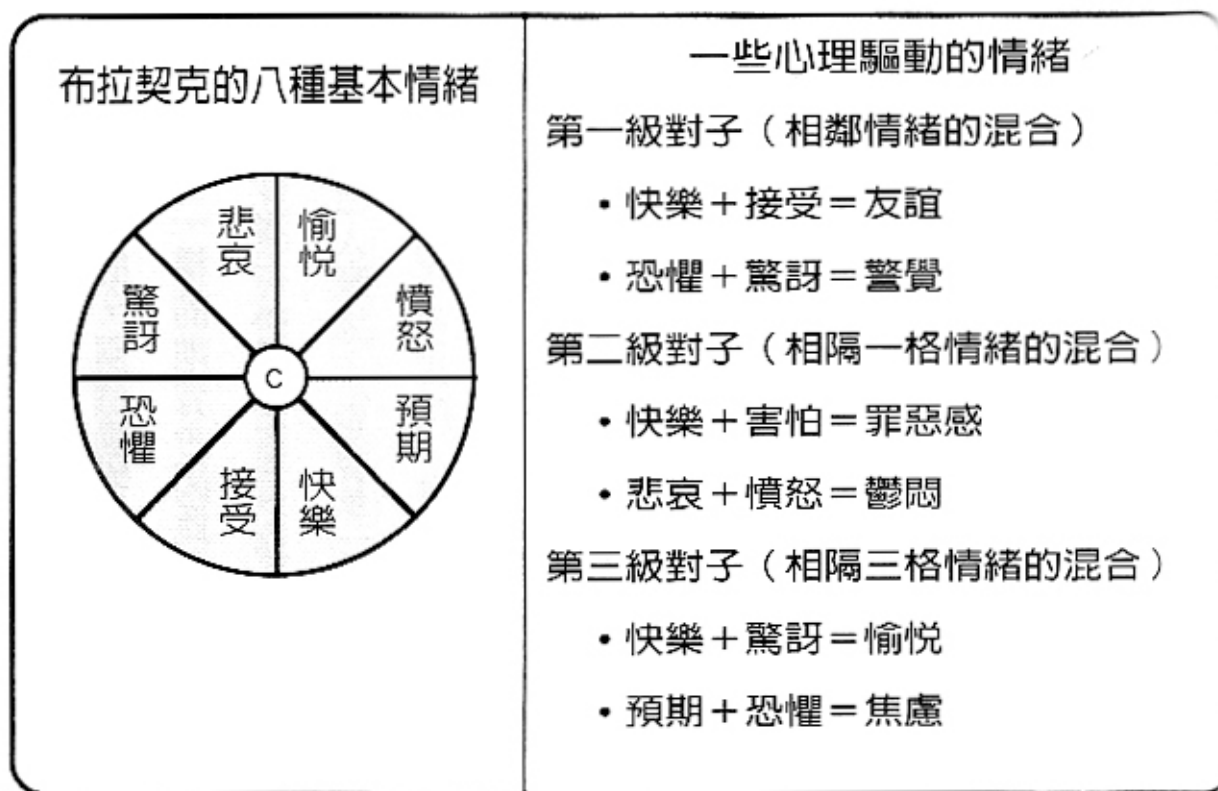 布拉契克的八種基本情緒
悲哀
愉悅
驚訝
憤怒
C
恐懼
預期
接受
快樂
一些心理驅動的情緒
第一級對子（相鄰情緒的混合）
•快樂＋接受＝友誼
•恐懼＋驚訝＝警覺
第二級對子（相隔一格情緒的混合）
•快樂＋害怕＝罪惡感
•悲哀＋憤怒＝鬱悶
第三級對子（相隔三格情緒的混合）
•快樂＋驚訝＝愉悅
•預期＋恐懼＝焦慮